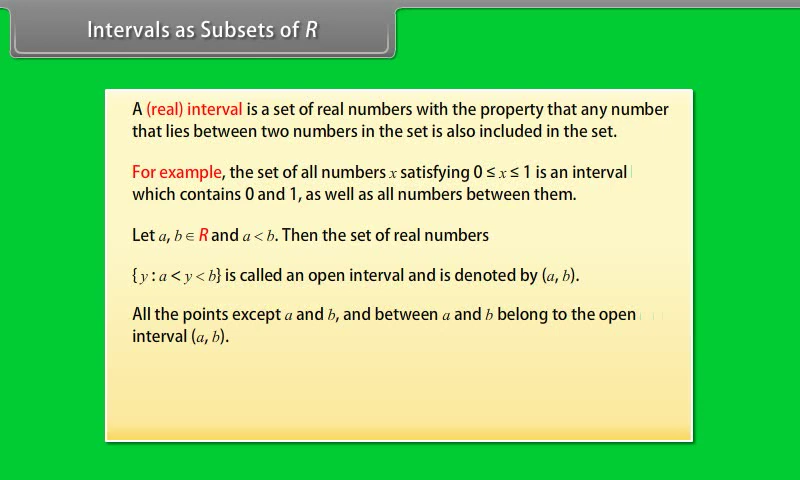 Intervals as Subsets of R
A (real) interval is a set of real numbers with the property that any number
that lies between two numbers in the set is also included in the set.
For example, the set of all numbers x satisfying 0 ≤ x ≤ 1 is an interval
which contains 0 and 1, as well as all numbers between them.
Let a, b ∈ R and a < b. Then the set of real numbers
{y : a < y < b} is called an open interval and is denoted by (a, b).
All the points except a and b, and between a and b belong to the open
interval (a, b).